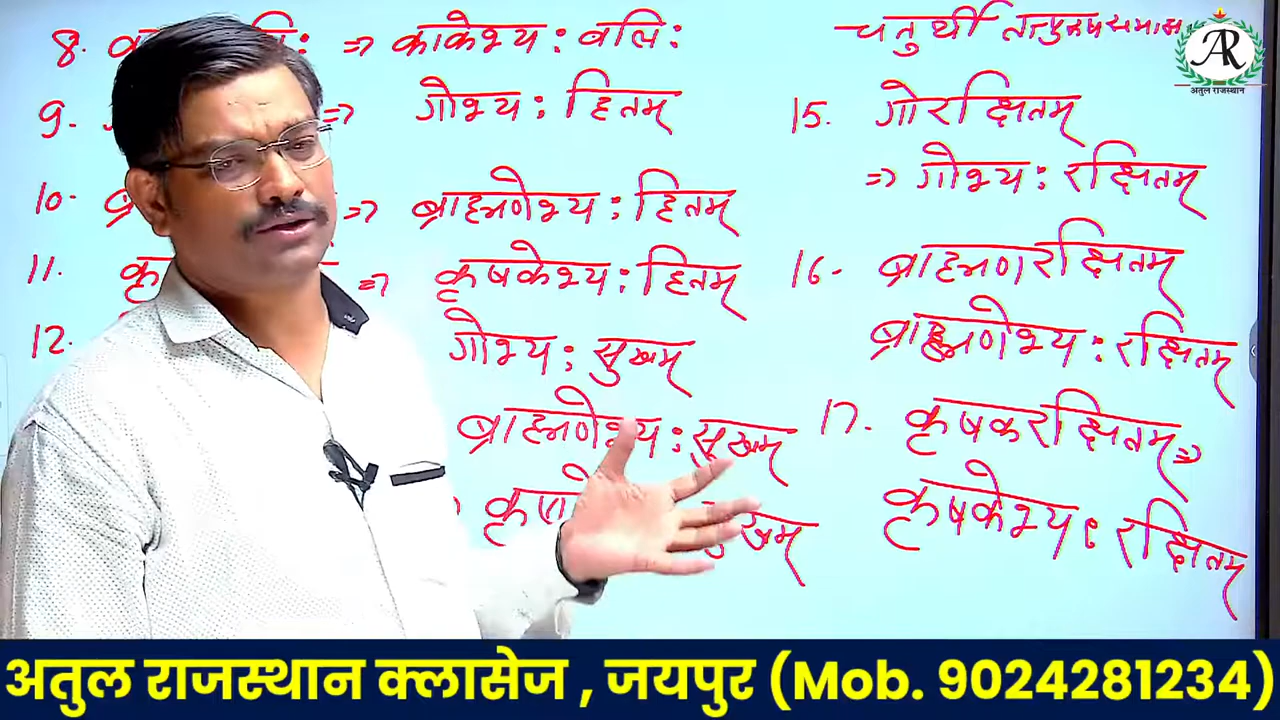 8. => काकेभ्य: बलि:
9. => गोभ्य: हितम्
10. => ब्राह्मणेभ्य: हितम्
11. कृ => कृषकेभ्य: हितम्
12. गोभ्य: सुखम्
ब्राह्मणेभ्य: सुखम्
-चतुर्थी तत्पुरुष समास
15. गोरक्षितम्
=> गोभ्य: रक्षितम्
16- ब्राह्मणरक्षितम्
ब्राह्मणेभ्य: रक्षितम्
17. कृषकरक्षितम् =>
कृषकेभ्य: रक्षितम्
AR
अतुल राजस्थान
अतुल राजस्थान क्लासेज , जयपुर (Mob. 9024281234)